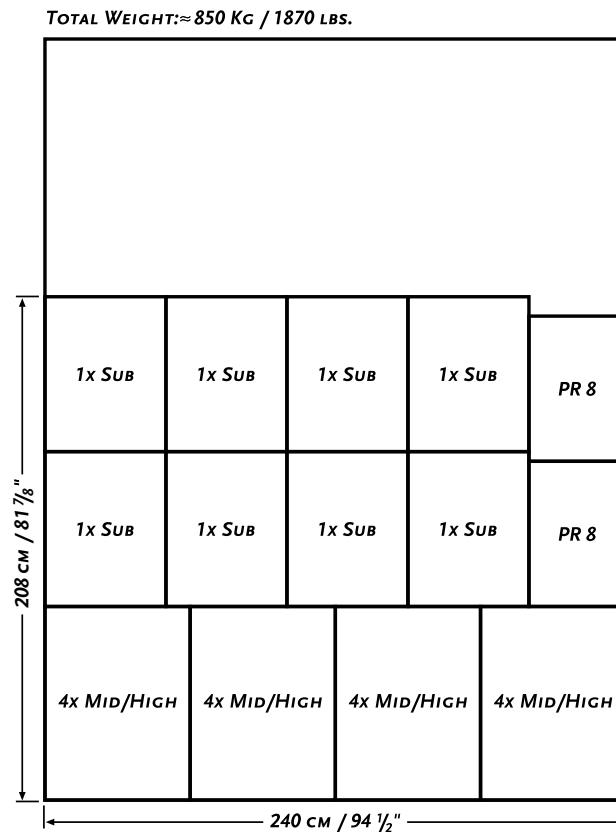 Total Weight:≈850 Kg / 1870 lbs.
1x Sub 1x Sub 1x Sub 1x Sub
PR 8
208 cm / 81 7/8"
1x Sub 1x Sub 1x Sub 1x Sub
PR 8
4x Mid/High 4x Mid/High 4x Mid/High 4x Mid/High
240 cm / 94 1/2"